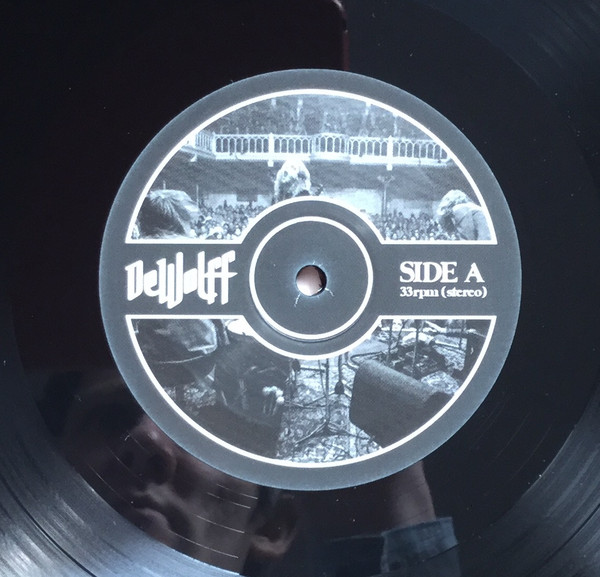 DeWolff
SIDE A
33rpm (stereo)